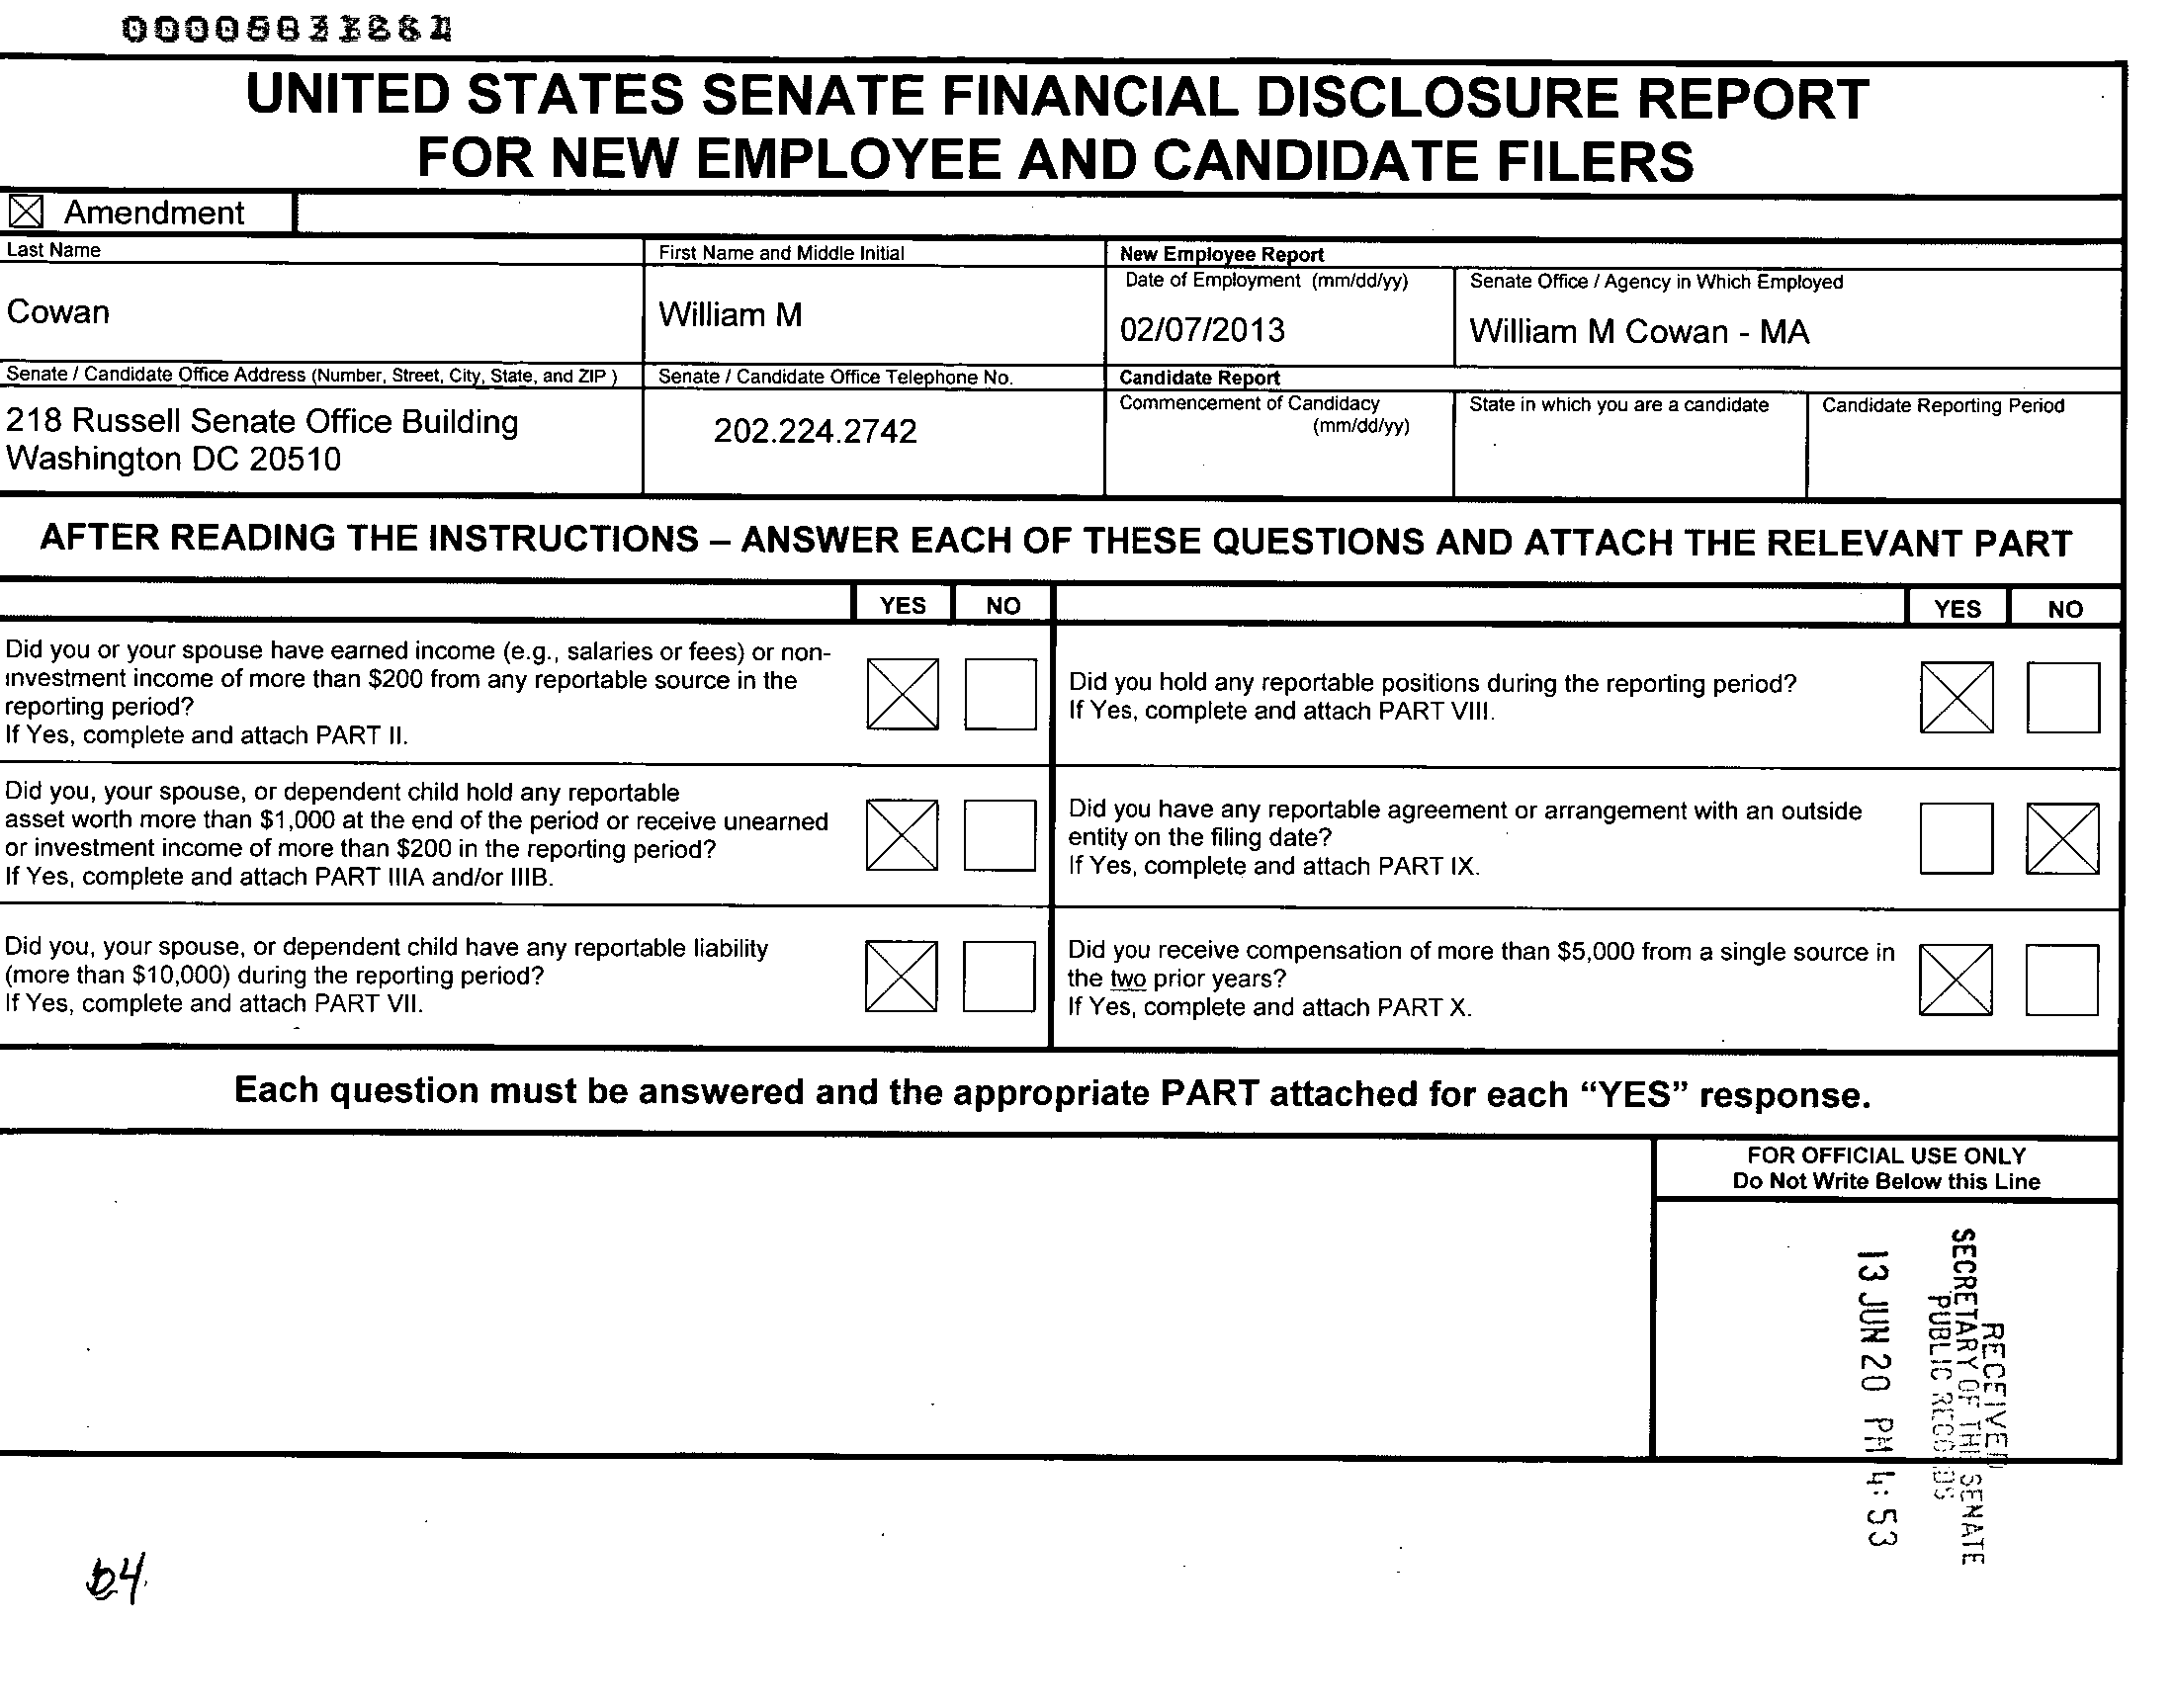 UNITED STATES SENATE FINANCIAL DISCLOSURE REPORT
FOR NEW EMPLOYEE AND CANDIDATE FILERS
Amendment
Last Name
First Name and Middle Initial
New Employee Report
Date of Employment (mm/dd/yy)
Senate Office / Agency in Which Employed
Cowan
William M
02/07/2013
William M Cowan - MA
Senate / Candidate Office Address (Number, Street, City, State, and ZIP )
Senate / Candidate Office Telephone No.
Candidate Report
Commencement of Candidacy
(mm/dd/yy)
State in which you are a candidate
Candidate Reporting Period
218 Russell Senate Office Building
Washington DC 20510
202.224.2742
AFTER READING THE INSTRUCTIONS – ANSWER EACH OF THESE QUESTIONS AND ATTACH THE RELEVANT PART
YES NO
YES NO
Did you or your spouse have earned income (e.g., salaries or fees) or non-
investment income of more than $200 from any reportable source in the
reporting period?
If Yes, complete and attach PART II.
Did you hold any reportable positions during the reporting period?
If Yes, complete and attach PART VIII.
Did you, your spouse, or dependent child hold any reportable
asset worth more than $1,000 at the end of the period or receive unearned
or investment income of more than $200 in the reporting period?
If Yes, complete and attach PART IIIA and/or IIIB.
Did you have any reportable agreement or arrangement with an outside
entity on the filing date?
If Yes, complete and attach PART IX.
Did you, your spouse, or dependent child have any reportable liability
(more than $10,000) during the reporting period?
If Yes, complete and attach PART VII.
Did you receive compensation of more than $5,000 from a single source in
the two prior years?
If Yes, complete and attach PART X.
Each question must be answered and the appropriate PART attached for each “YES” response.
FOR OFFICIAL USE ONLY
Do Not Write Below this Line
RECEIVED
SECRETARY OF THE SENATE
PUBLIC RECORDS
13 JUN 20 PM 4:53